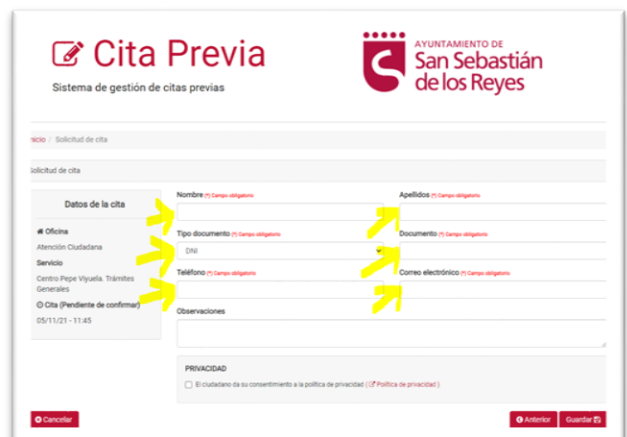 Cita Previa
Sistema de gestión de citas previas
AYUNTAMIENTO DE
San Sebastián
de los Reyes
nicio / Solicitud de cita
Solicitud de cita
Datos de la cita
Oficina
Atención Ciudadana
Servicio
Centro Pepe Viyuela. Trámites
Generales
Cita (Pendiente de confirmar)
05/11/21 - 11:45
Nombre (*) Campo obligatorio
Apellidos (*) Campo obligatorio
Tipo documento (*) Campo obligatorio
Documento (*) Campo obligatorio
DNI
Teléfono (*) Campo obligatorio
Correo electrónico (*) Campo obligatorio
Observaciones
PRIVACIDAD
El ciudadano da su consentimiento a la política de privacidad ( Política de privacidad )
Cancelar
Anterior
Guardar